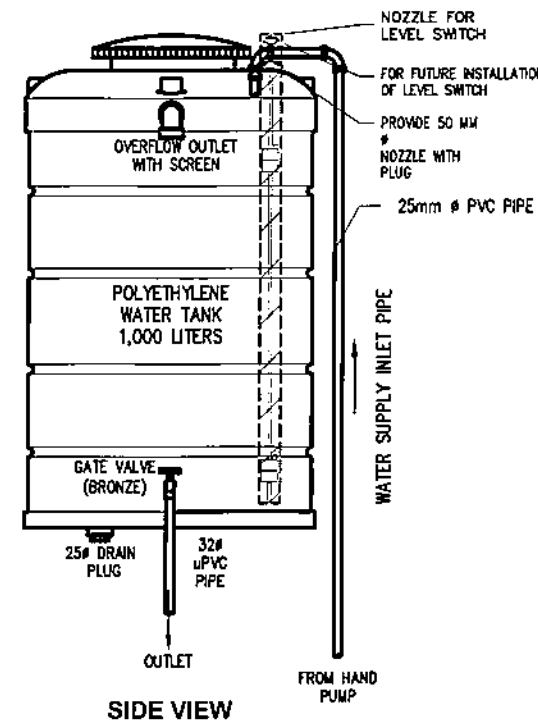 NOZZLE FOR
LEVEL SWITCH
FOR FUTURE INSTALLATION
OF LEVEL SWITCH
PROVIDE 50 MM
ø
NOZZLE WITH
PLUG
25mm ø PVC PIPE
OVERFLOW OUTLET
WITH SCREEN
POLYETHYLENE
WATER TANK
1,000 LITERS
WATER SUPPLY INLET PIPE
GATE VALVE
(BRONZE)
25ø DRAIN
PLUG
32ø
uPVC
PIPE
OUTLET
FROM HAND
PUMP
SIDE VIEW